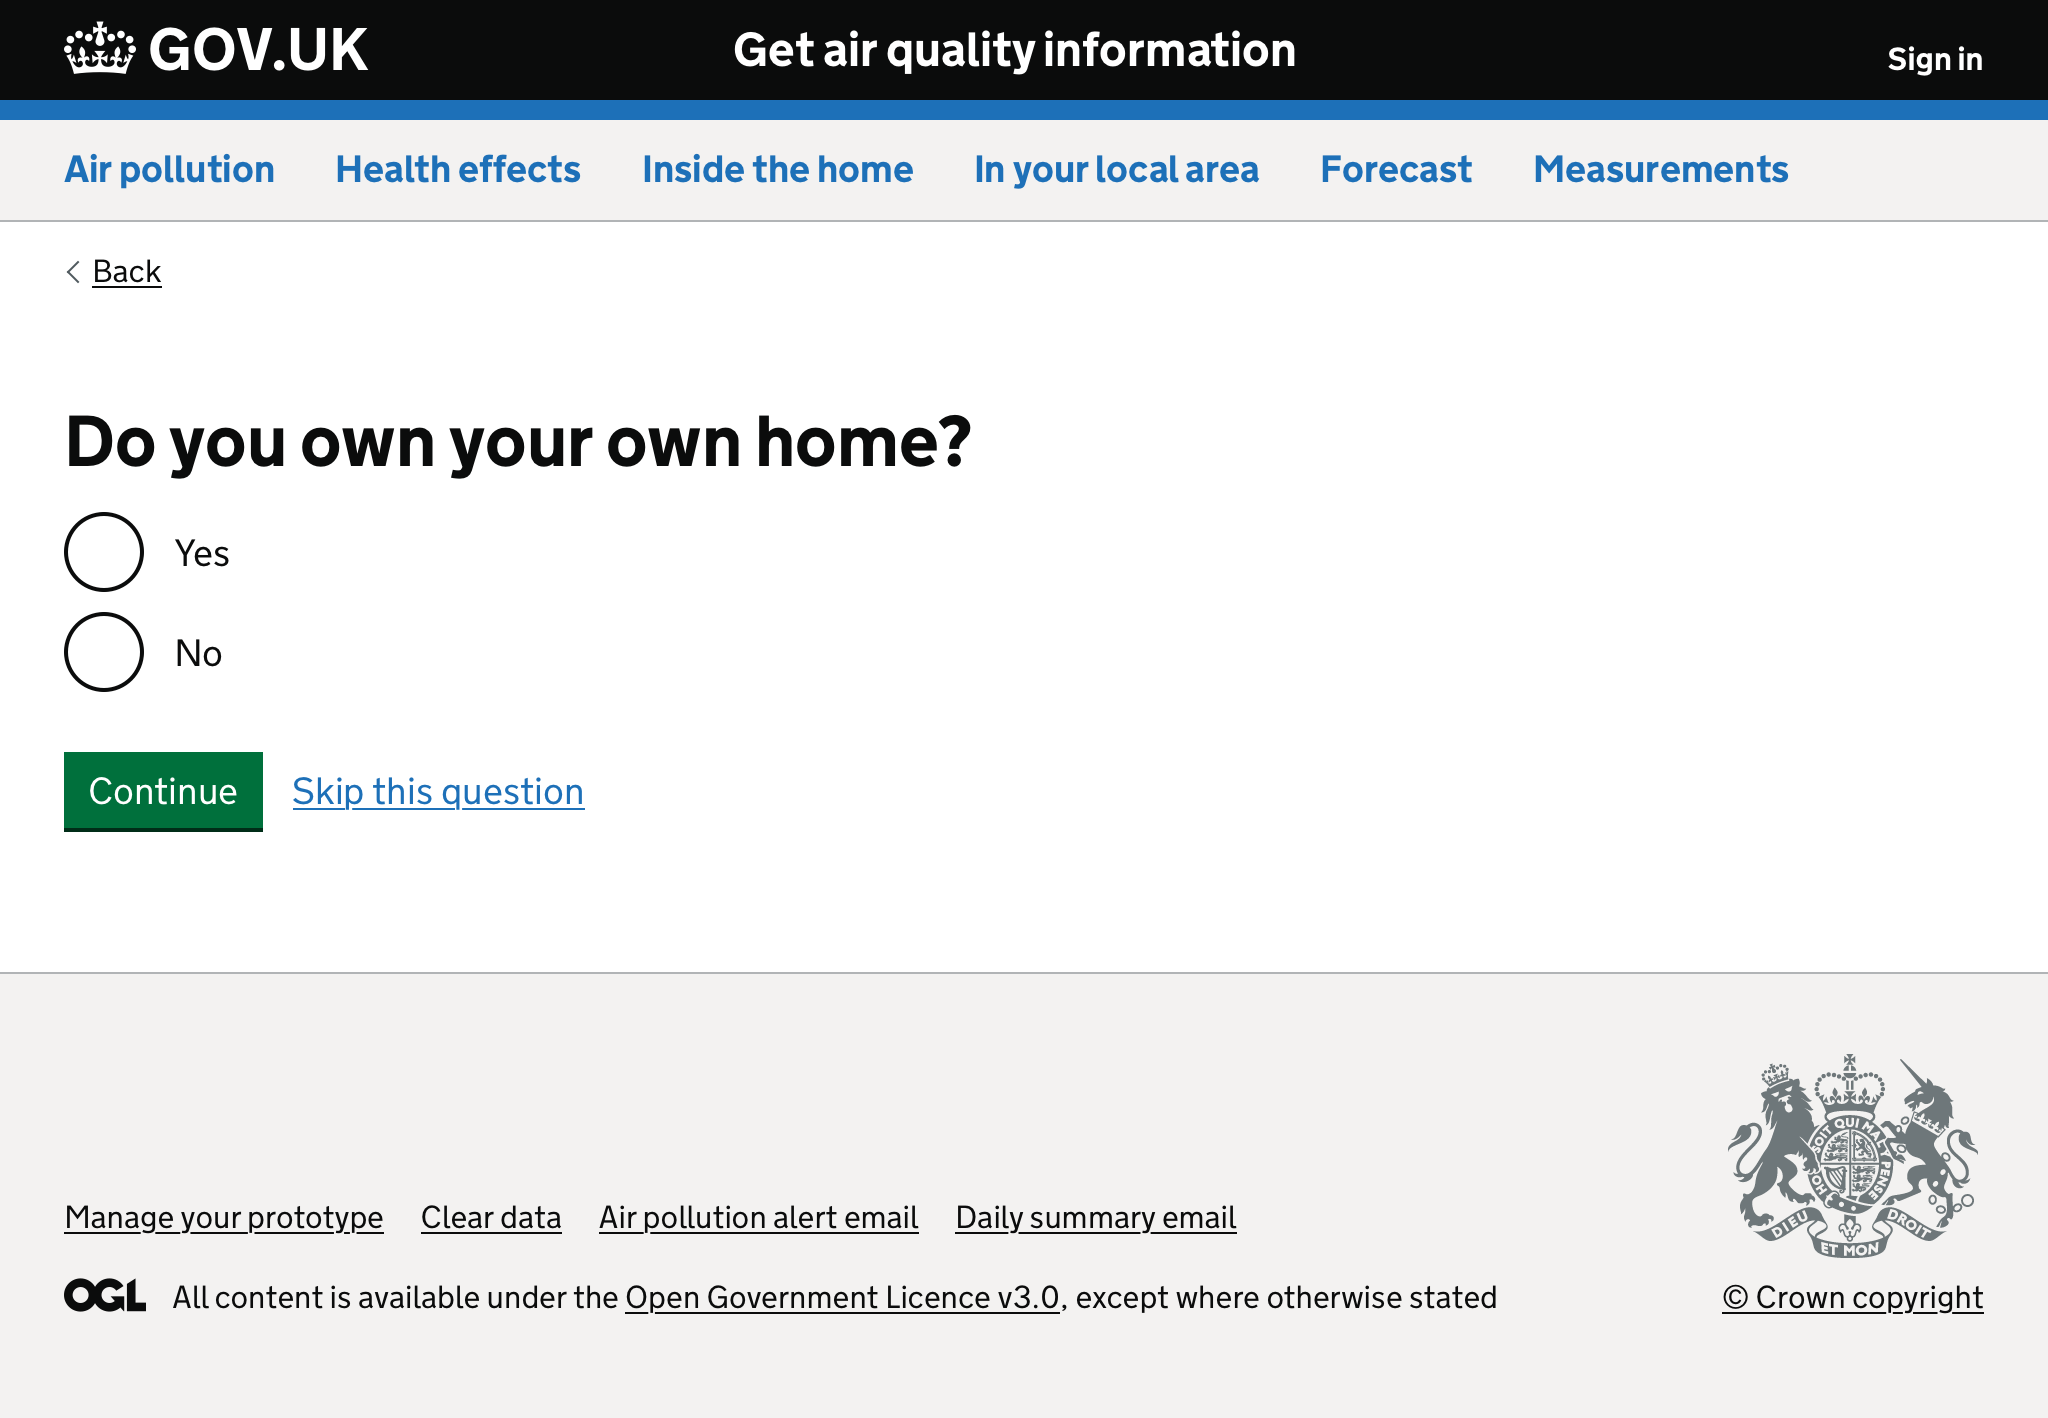 GOV.UK
Get air quality information
Sign in
Air pollution Health effects Inside the home In your local area Forecast Measurements
Back
Do you own your own home?
Yes
No
Continue Skip this question
SOIT QUI MAL Y PENSE
HO
DIEU ET MON DROIT
Manage your prototype Clear data Air pollution alert email Daily summary email
OGL All content is available under the Open Government Licence v3.0, except where otherwise stated
© Crown copyright